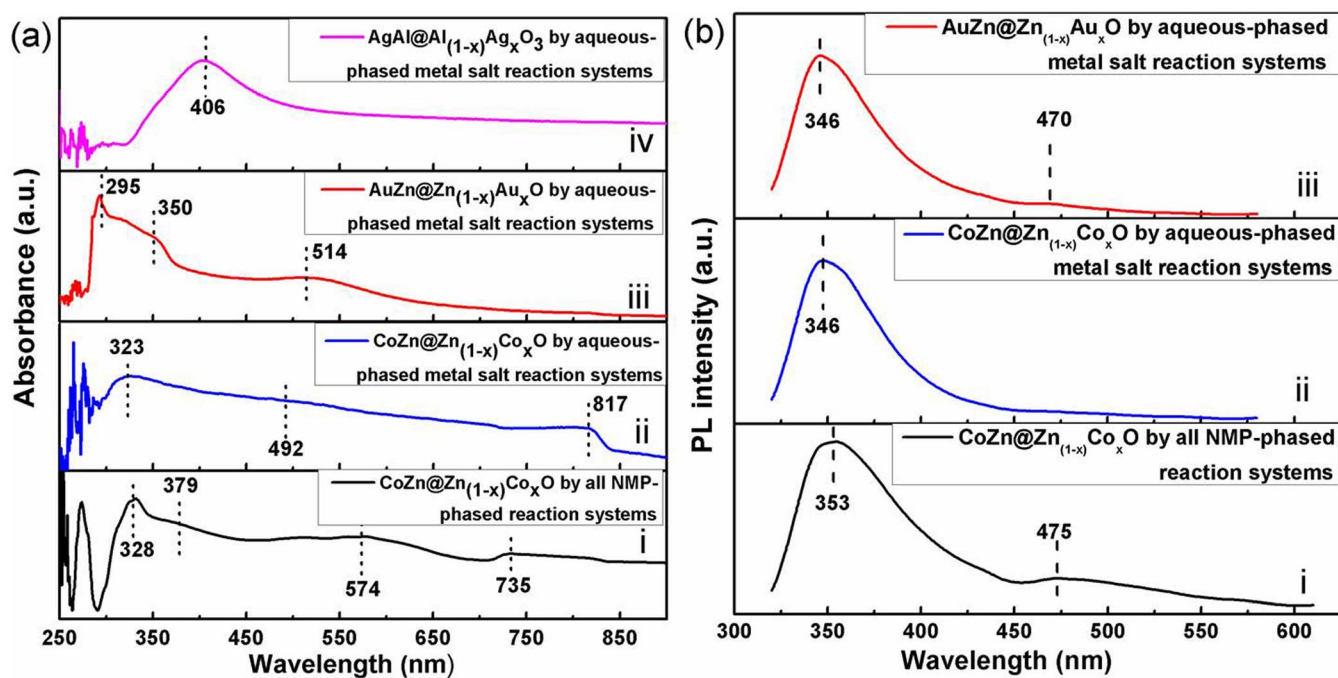 (a)
AgAl@Al(1-x)AgxO3 by aqueous-
phased metal salt reaction systems
406
iv
295
350
514
AuZn@Zn(1-x)AuxO by aqueous-
phased metal salt reaction systems
iii
323
492
817
CoZn@Zn(1-x)CoxO by aqueous-
phased metal salt reaction systems
ii
328
379
574
735
CoZn@Zn(1-x)CoxO by all NMP-
phased reaction systems
i
Absorbance (a.u.)
250 350 450 550 650 750 850
Wavelength (nm)
(b)
AuZn@Zn(1-x)AuxO by aqueous-phased
metal salt reaction systems
346
470
iii
CoZn@Zn(1-x)CoxO by aqueous-phased
metal salt reaction systems
346
ii
CoZn@Zn(1-x)CoxO by all NMP-phased
reaction systems
353
475
i
PL intensity (a.u.)
300 350 400 450 500 550 600
Wavelength (nm)